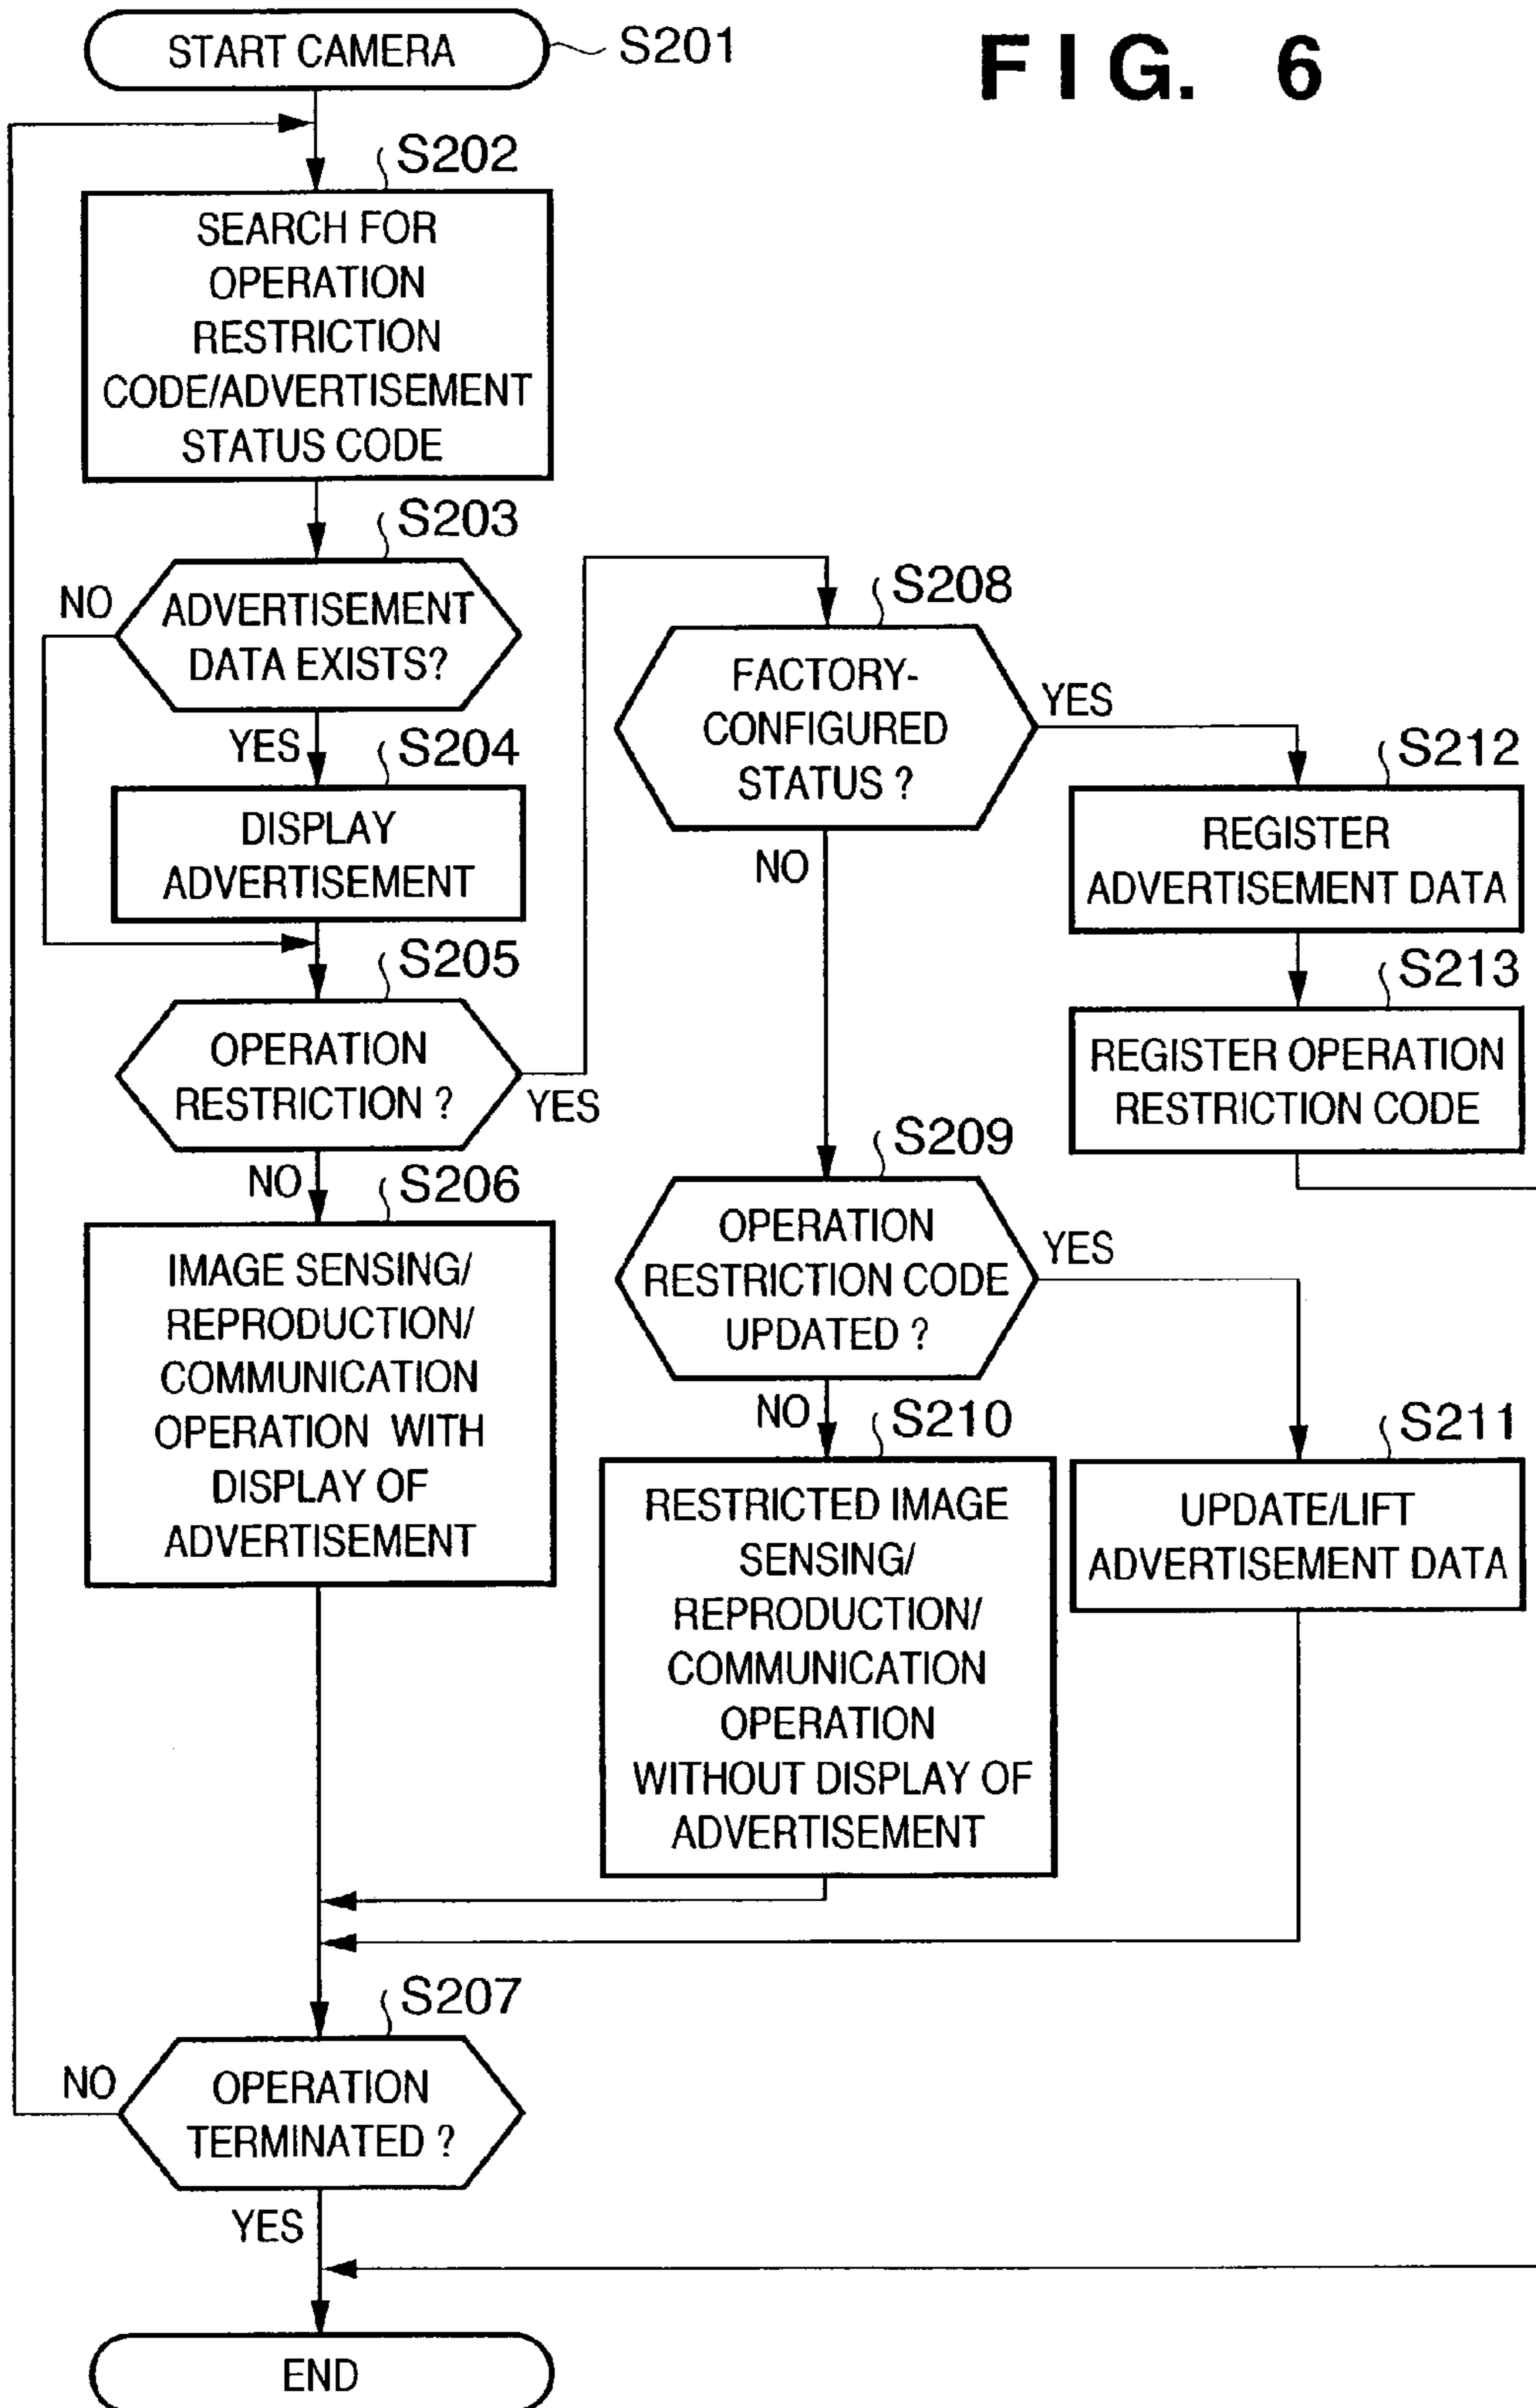 FIG. 6
START CAMERA
S201
S202
SEARCH FOR
OPERATION
RESTRICTION
CODE/ADVERTISEMENT
STATUS CODE
S203
ADVERTISEMENT
DATA EXISTS?
NO
YES
S204
DISPLAY
ADVERTISEMENT
S205
OPERATION
RESTRICTION ?
YES
NO
S206
IMAGE SENSING/
REPRODUCTION/
COMMUNICATION
OPERATION WITH
DISPLAY OF
ADVERTISEMENT
S207
OPERATION
TERMINATED ?
NO
YES
END
S208
FACTORY-
CONFIGURED
STATUS ?
YES
NO
S209
OPERATION
RESTRICTION CODE
UPDATED ?
YES
NO
S210
RESTRICTED IMAGE
SENSING/
REPRODUCTION/
COMMUNICATION
OPERATION
WITHOUT DISPLAY OF
ADVERTISEMENT
S212
REGISTER
ADVERTISEMENT DATA
S213
REGISTER OPERATION
RESTRICTION CODE
S211
UPDATE/LIFT
ADVERTISEMENT DATA